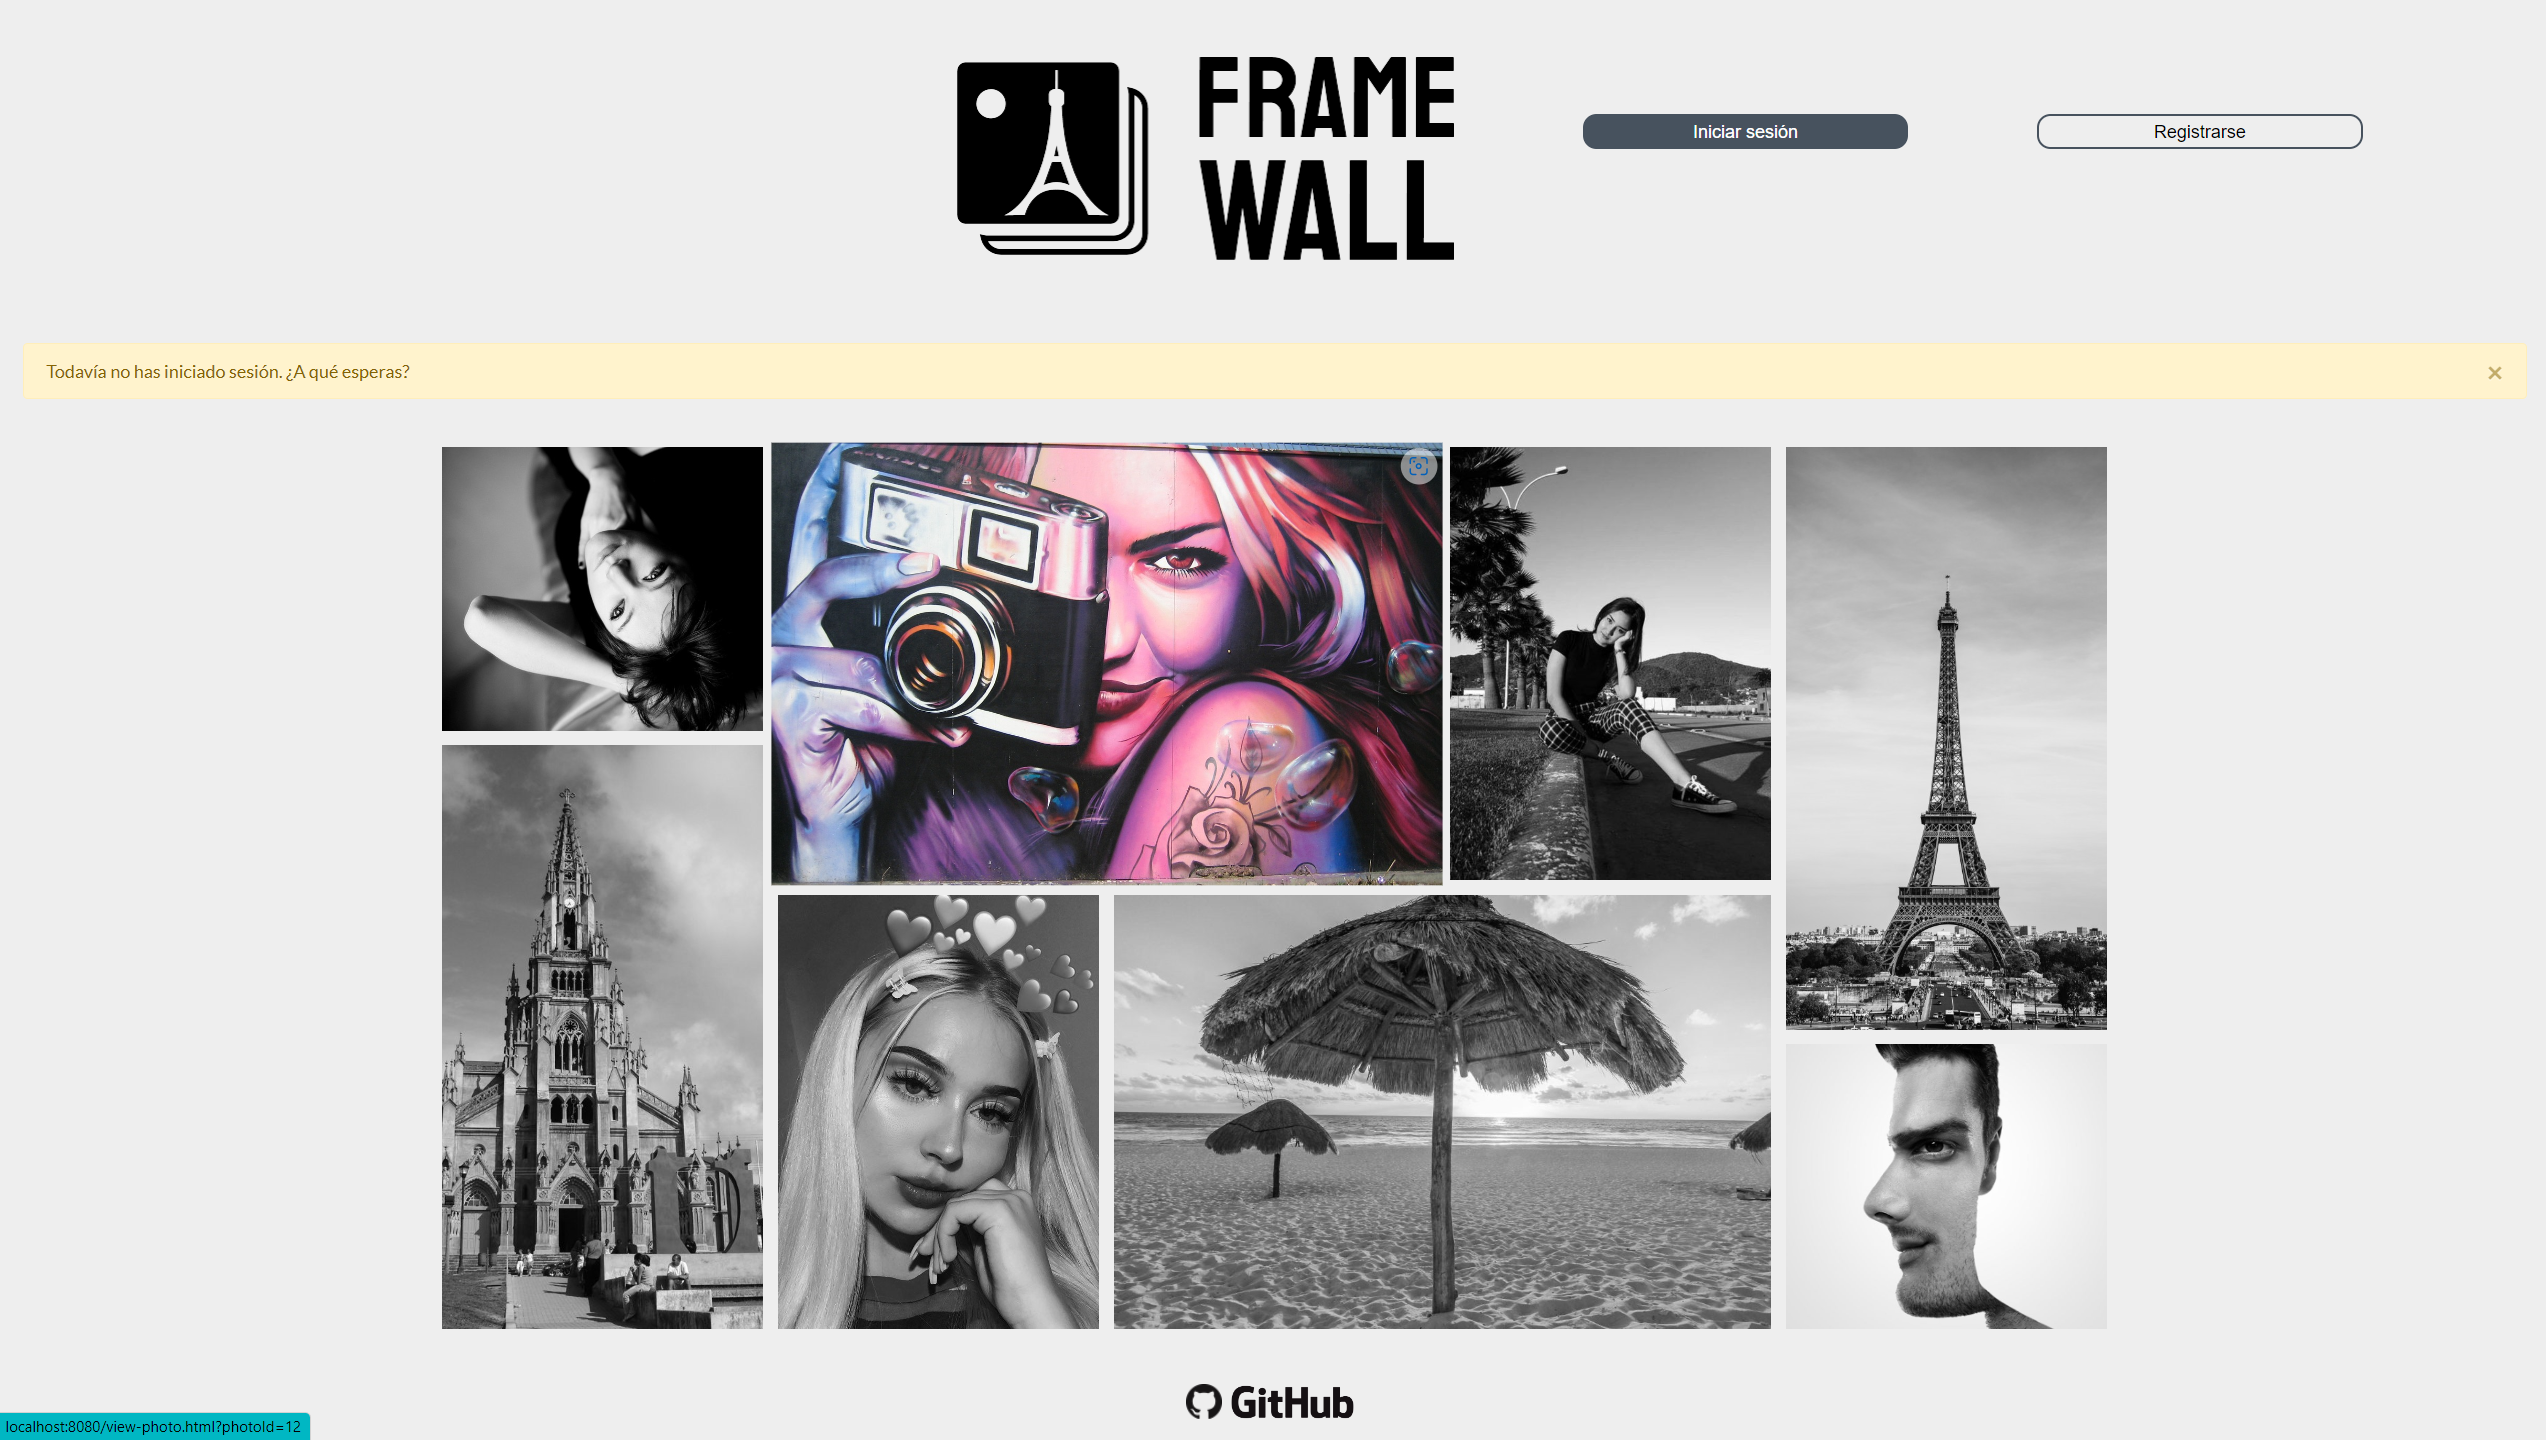 FRAME
WALL
Iniciar sesión
Registrarse
Todavía no has iniciado sesión. ¿A qué esperas?
×
GitHub
localhost:8080/view-photo.html?photoId=12